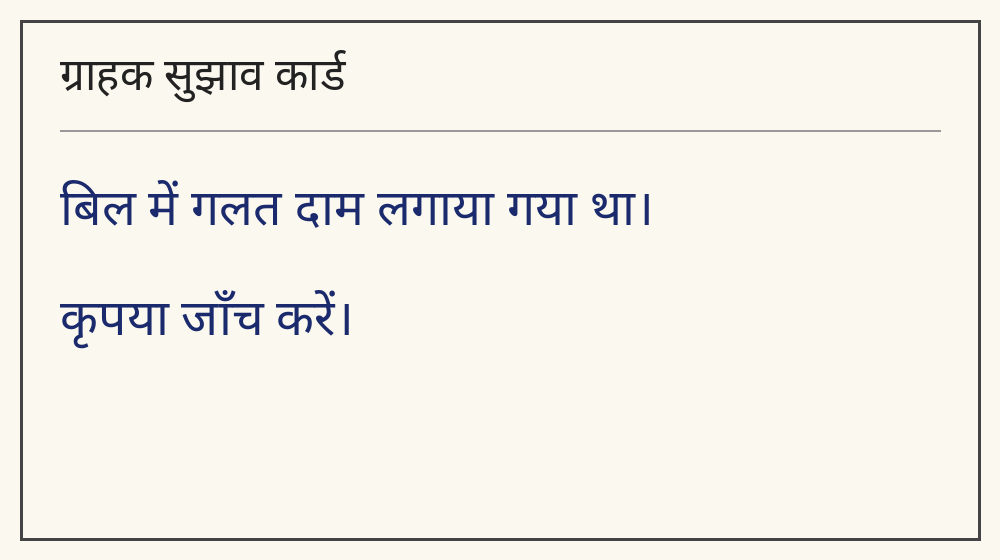 ग्राहक सुझाव कार्ड
बिल में गलत दाम लगाया गया था।
कृपया जाँच करें।